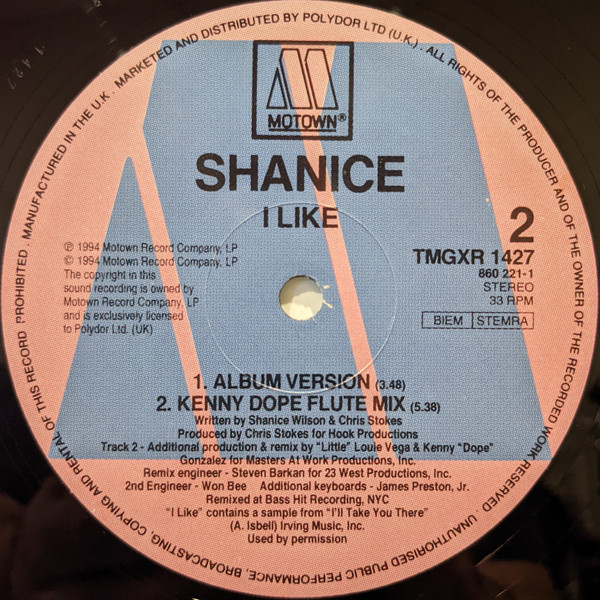 MANUFACTURED IN THE U.K. MARKETED AND DISTRIBUTED BY POLYDOR LTD (U.K.) . ALL RIGHTS OF THE PRODUCER AND OF THE OWNER OF THE RECORDED WORK RESERVED . UNAUTHORISED PUBLIC PERFORMANCE, BROADCASTING, COPYING AND RENTAL OF THIS RECORD PROHIBITED .
MOTOWN®
SHANICE
I LIKE
2
℗ 1994 Motown Record Company, LP
© 1994 Motown Record Company, LP
The copyright in this
sound recording is owned by
Motown Record Company, LP
and is exclusively licensed
to Polydor Ltd. (UK)
TMGXR 1427
860 221-1
STEREO
33 RPM
BIEM STEMRA
1. ALBUM VERSION (3.48)
2. KENNY DOPE FLUTE MIX (5.38)
Written by Shanice Wilson & Chris Stokes
Produced by Chris Stokes for Hook Productions
Track 2 - Additional production & remix by "Little" Louie Vega & Kenny "Dope"
Gonzalez for Masters At Work Productions, Inc.
Remix engineer - Steven Barkan for 23 West Productions, Inc.
2nd Engineer - Won Bee Additional keyboards - James Preston, Jr.
Remixed at Bass Hit Recording, NYC
"I Like" contains a sample from "I'll Take You There"
(A. Isbell) Irving Music, Inc.
Used by permission